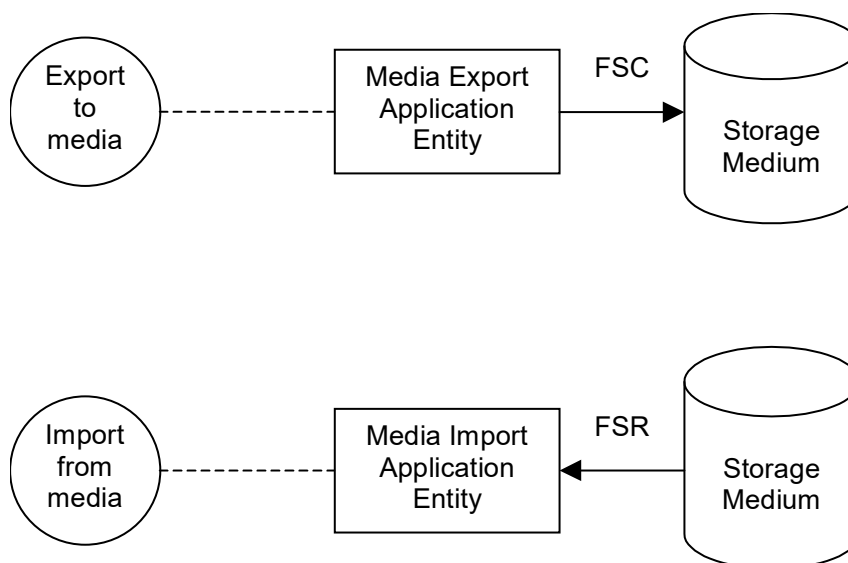 Export
to
media
Media Export
Application
Entity
FSC
Storage
Medium
Import
from
media
Media Import
Application
Entity
FSR
Storage
Medium